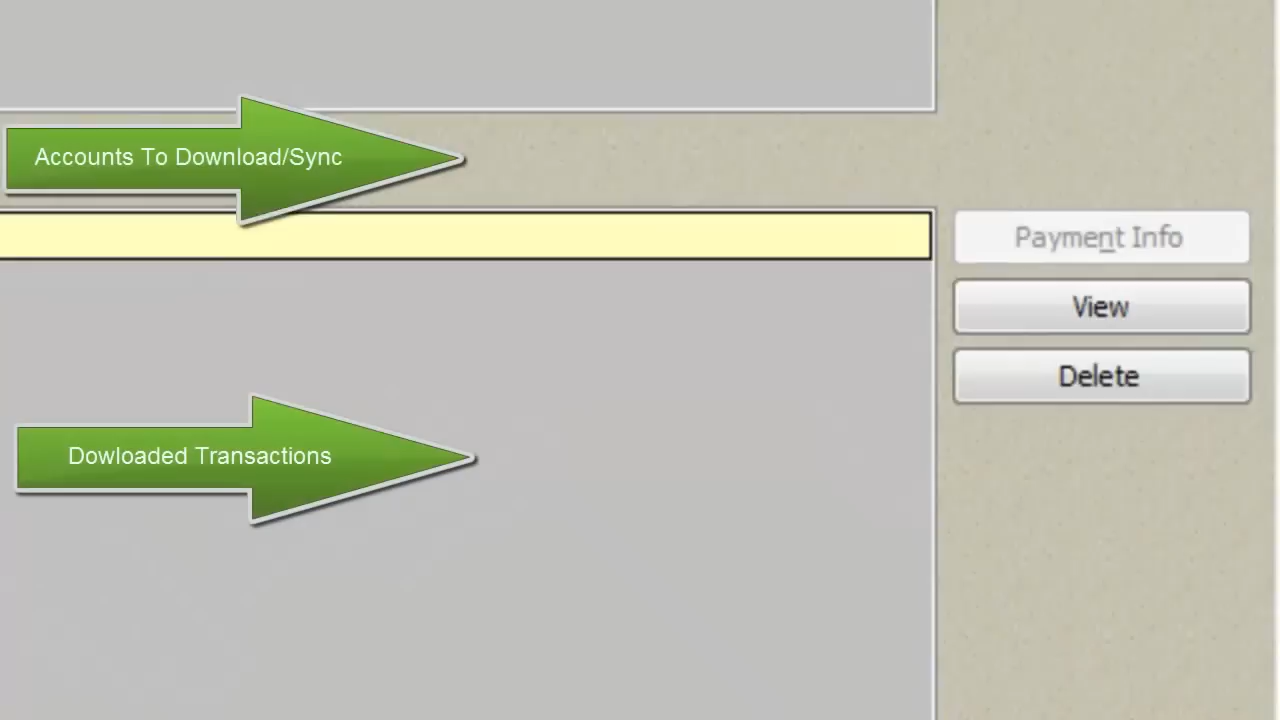 Accounts To Download/Sync
Payment Info
View
Delete
Dowloaded Transactions